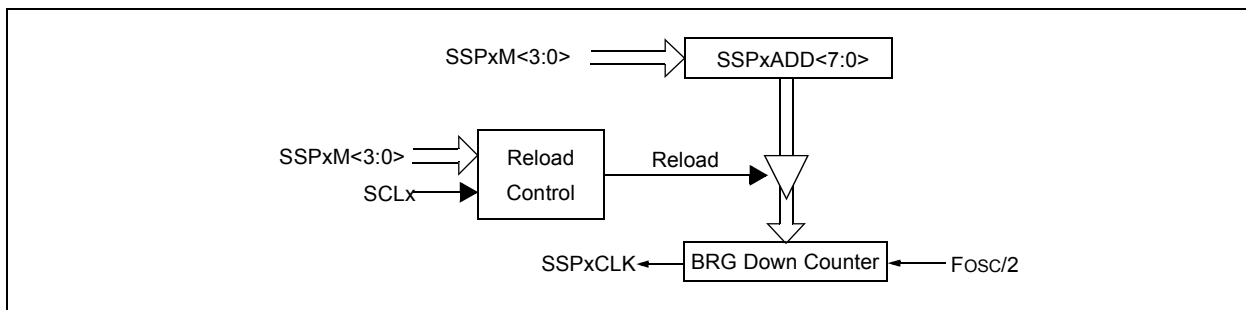 SSPxM<3:0>
SSPxADD<7:0>
SSPxM<3:0>
SCLx
Reload
Control
Reload
SSPxCLK
BRG Down Counter
FOSC/2